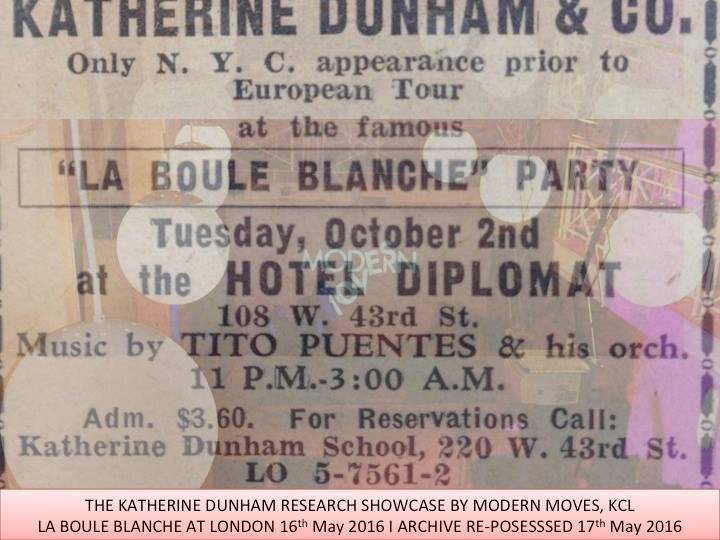 KATHERINE DUNHAM & CO.
Only N. Y. C. appearance prior to
European Tour
at the famous
"LA BOULE BLANCHE" PARTY
Tuesday, October 2nd
at the HOTEL DIPLOMAT
108 W. 43rd St.
Music by TITO PUENTES & his orch.
11 P.M.-3:00 A.M.
Adm. $3.60. For Reservations Call:
Katherine Dunham School, 220 W. 43rd St.
LO 5-7561-2
MODERN
MOVES
THE KATHERINE DUNHAM RESEARCH SHOWCASE BY MODERN MOVES, KCL
LA BOULE BLANCHE AT LONDON 16th May 2016 I ARCHIVE RE-POSESSSED 17th May 2016